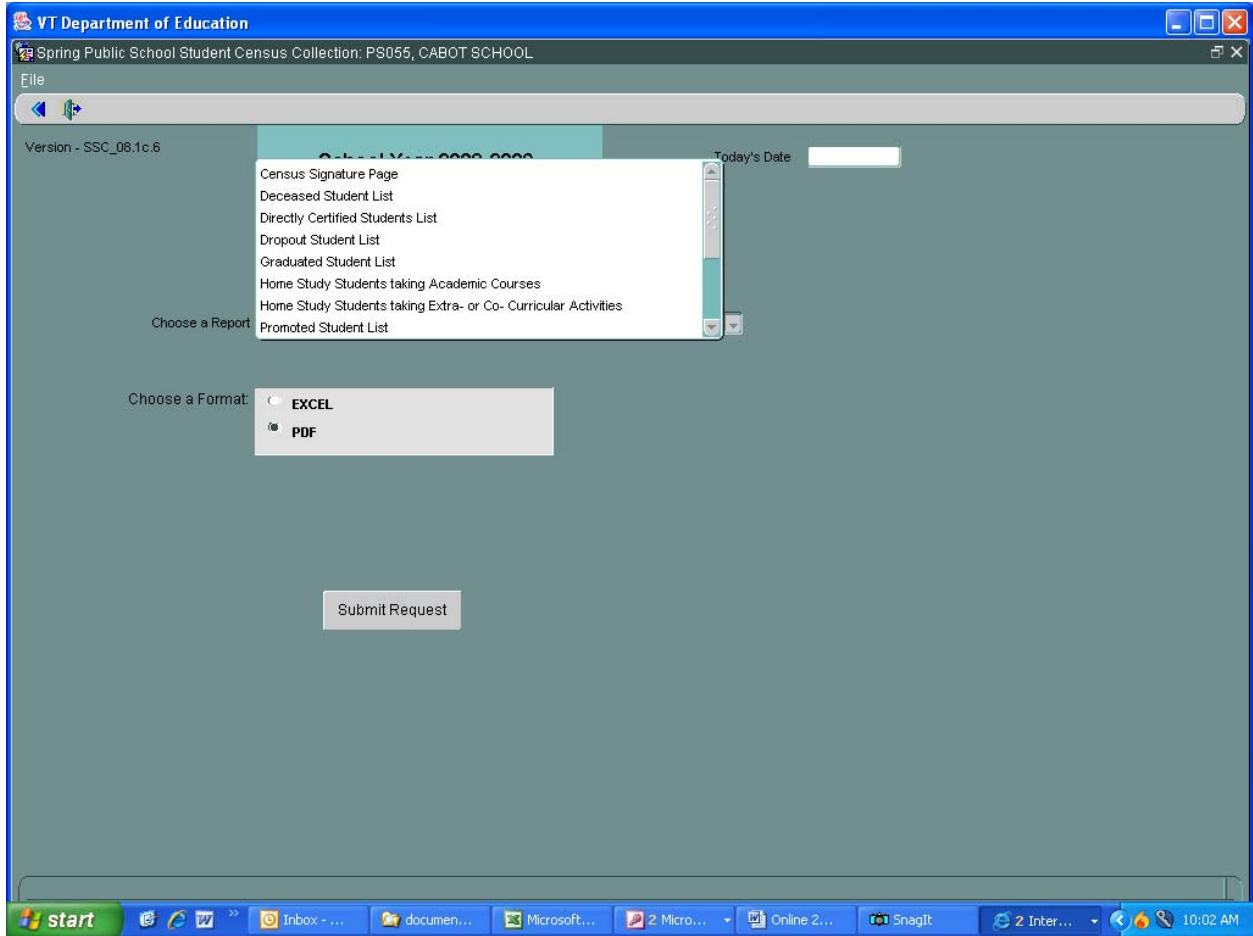 VT Department of Education
Spring Public School Student Census Collection: PS055, CABOT SCHOOL
File
Version - SSC_08.1c.6
Today's Date
Census Signature Page
Deceased Student List
Directly Certified Students List
Dropout Student List
Graduated Student List
Home Study Students taking Academic Courses
Home Study Students taking Extra- or Co- Curricular Activities
Choose a Report
Promoted Student List
Choose a Format:
EXCEL
PDF
Submit Request
start
Inbox - ...
documen...
Microsoft...
2 Micro...
Online 2...
SnagIt
2 Inter...
10:02 AM